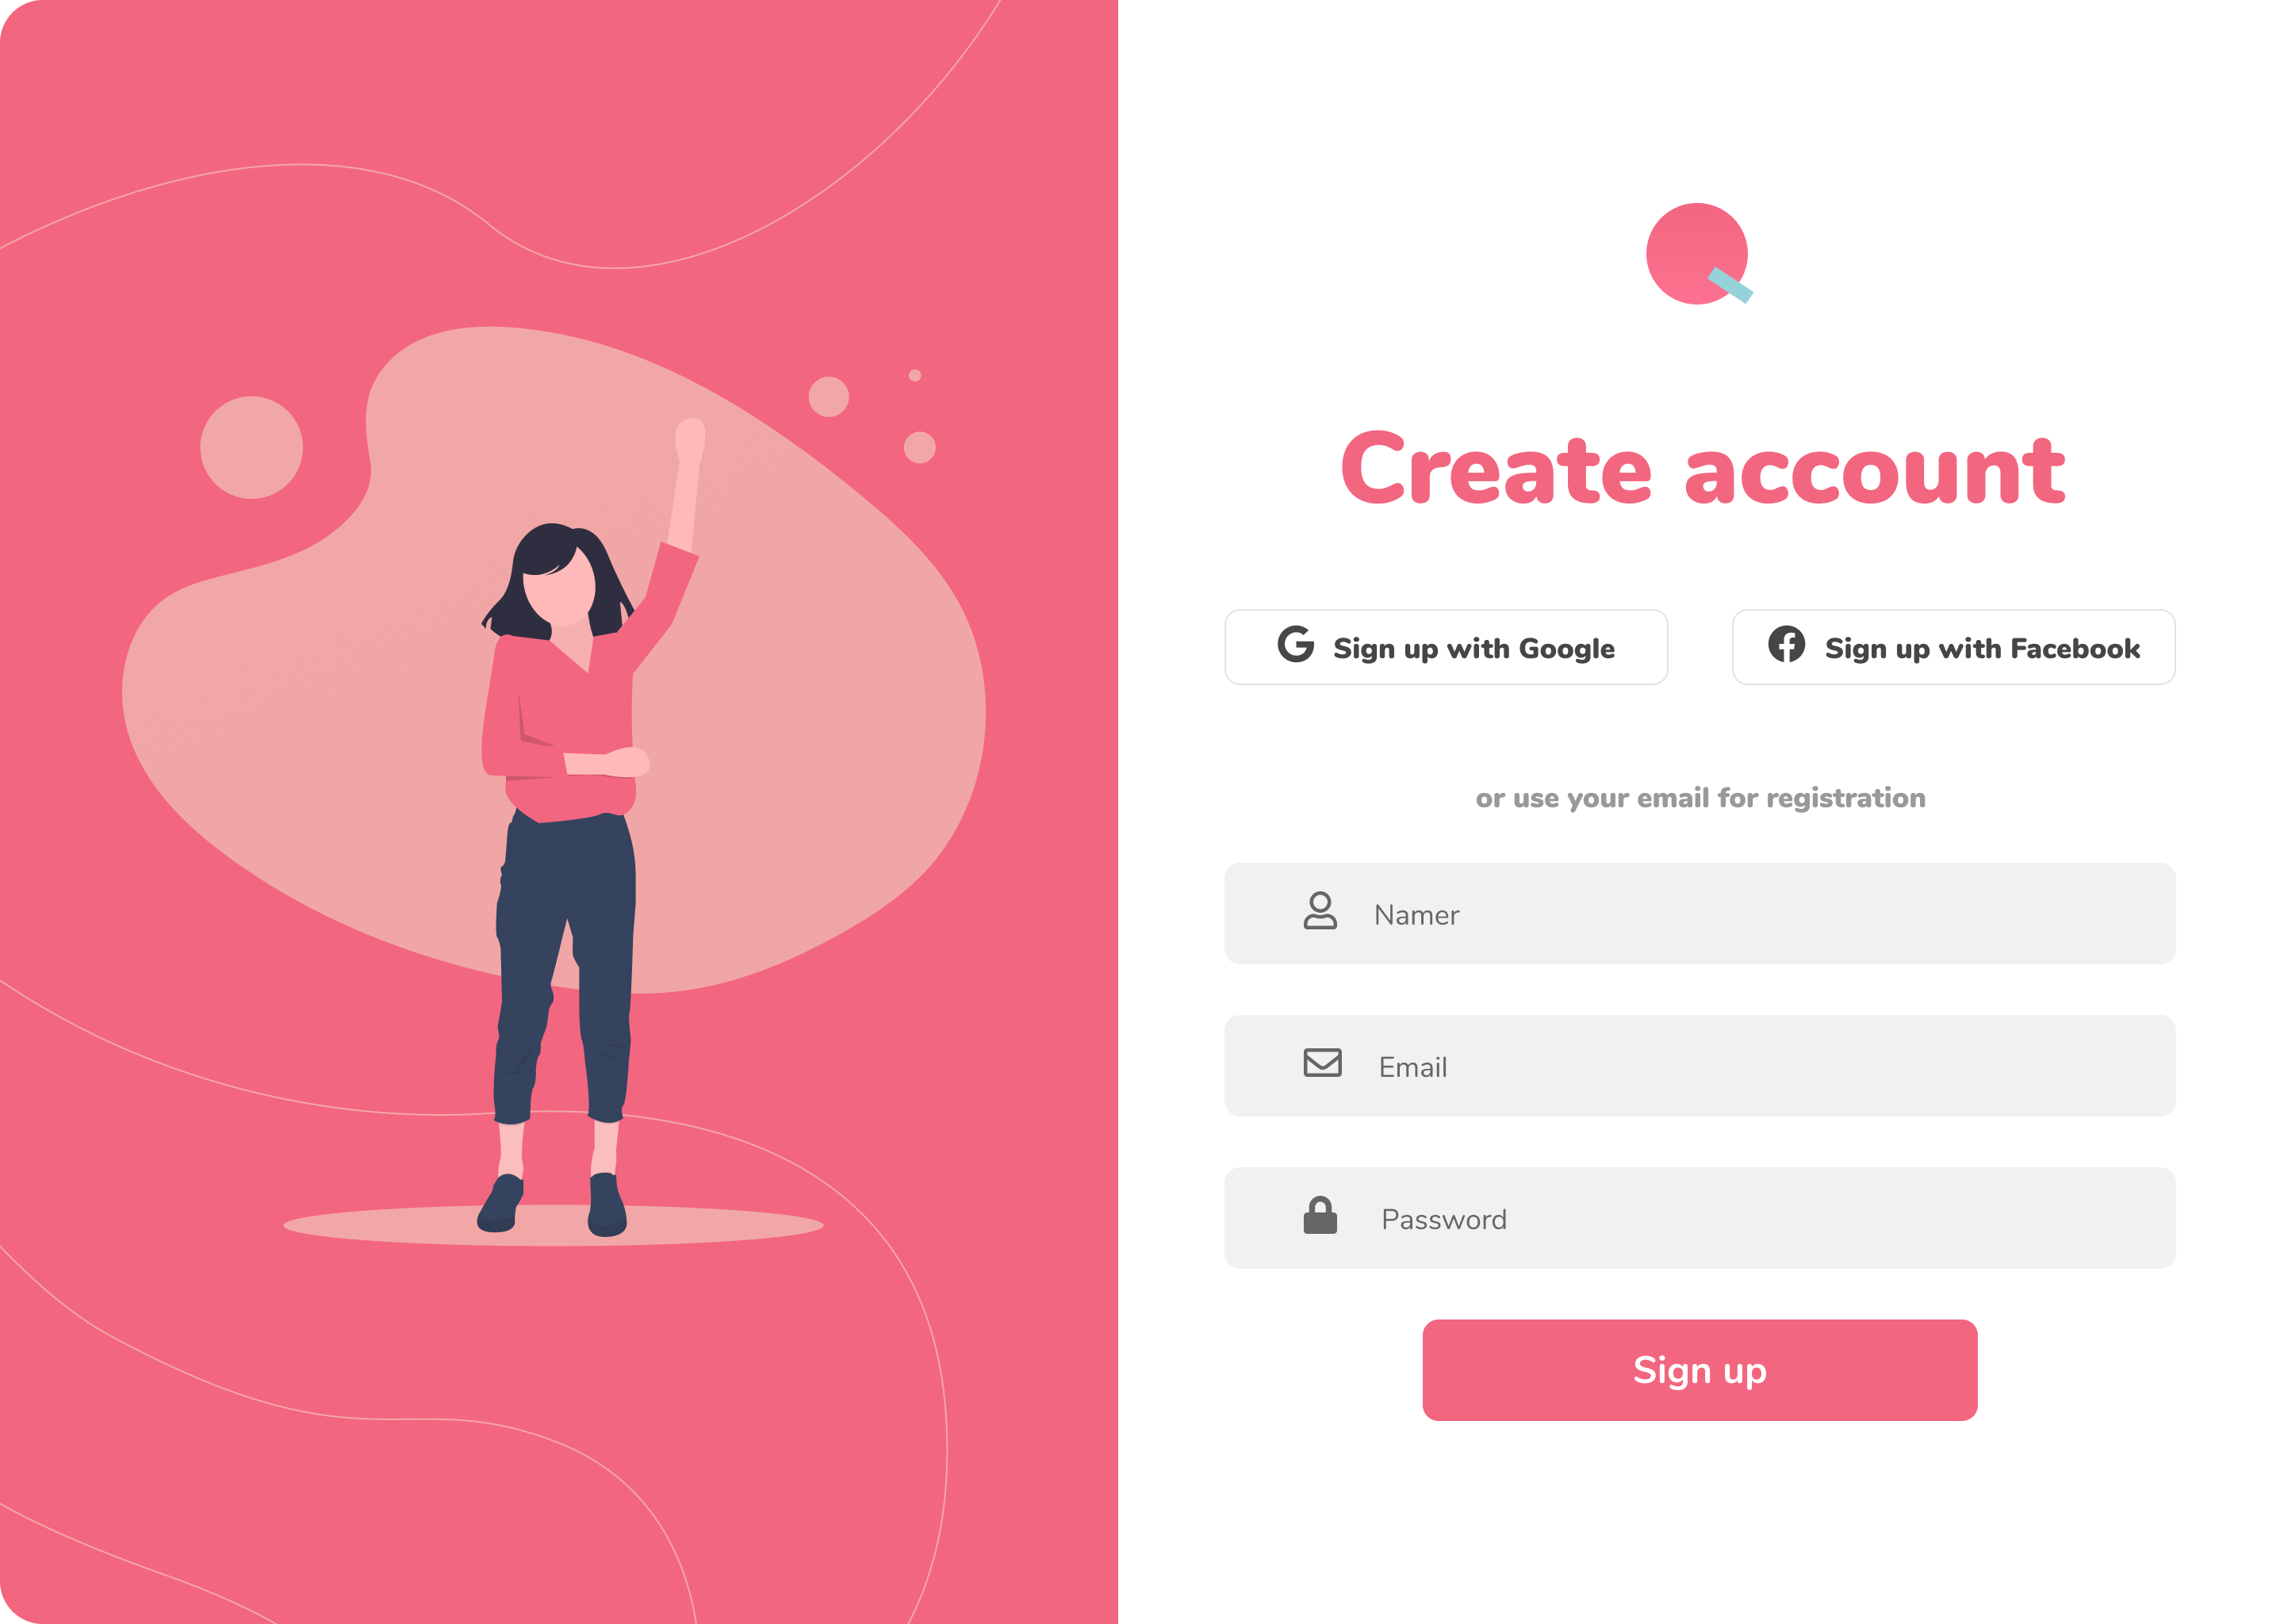 Create account
Sign up with Google
Sign up with Facebook
or use your email for registration
Namer
Email
Password
Sign up